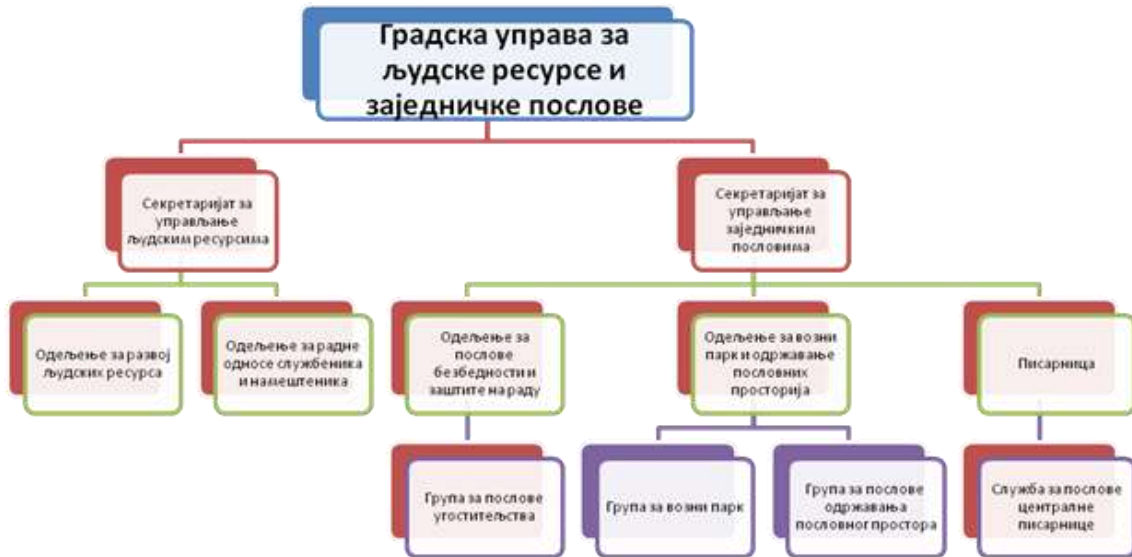 Градска управа за
људске ресурсе и
заједничке послове
Секретаријат за
управљање
људским ресурсима
Секретаријат за
управљање
заједничким
пословима
Одељење за развој
људских ресурса
Одељење за радне
односе службеника
и намештеника
Одељење за
послове
безбедности и
заштите на раду
Одељење за возни
парк и одржавање
пословних
просторија
Писарница
Група за послове
угоститељства
Група за возни парк
Група за послове
одржавања
пословног простора
Служба за послове
централне
писарнице